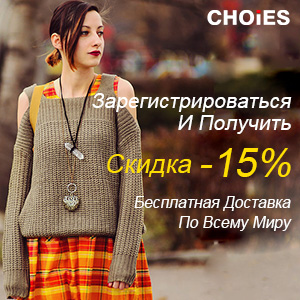 CHOiES
Зарегистрироваться
И Получить
Скидка -15%
Бесплатная Доставка
По Всему Миру